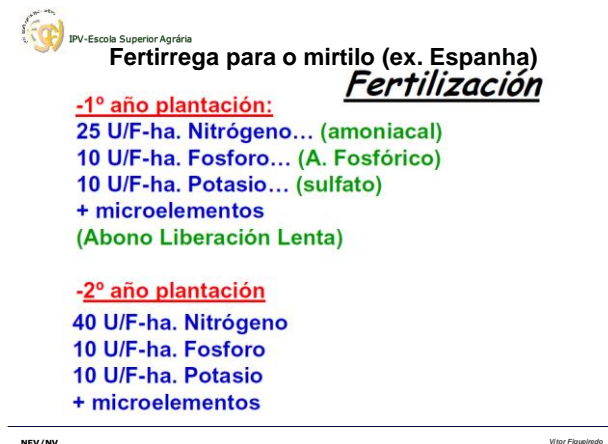 IPV-Escola Superior Agrária
Fertirrega para o mirtilo (ex. Espanha)
Fertilización
-1º año plantación:
25 U/F-ha. Nitrógeno… (amoniacal)
10 U/F-ha. Fosforo… (A. Fosfórico)
10 U/F-ha. Potasio… (sulfato)
+ microelementos
(Abono Liberación Lenta)
-2º año plantación
40 U/F-ha. Nitrógeno
10 U/F-ha. Fosforo
10 U/F-ha. Potasio
+ microelementos
Vitor Figueiredo